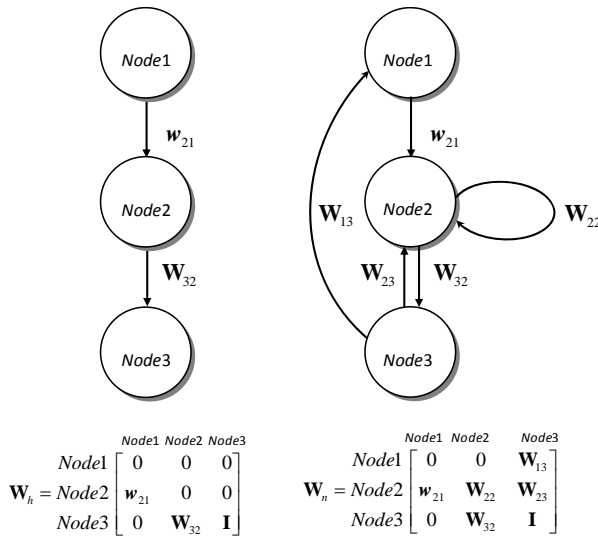 Node1 Node1
w21 w21
Node2 Node2
W13 W22
W32 W23 W32
Node3 Node3
Node1 Node2 Node3 Node1 Node2 Node3
Node1 [ 0 0 0 ] Node1 [ 0 0 W13 ]
Wh = Node2 [ w21 0 0 ] Wn = Node2 [ w21 W22 W23 ]
Node3 [ 0 W32 I ] Node3 [ 0 W32 I ]